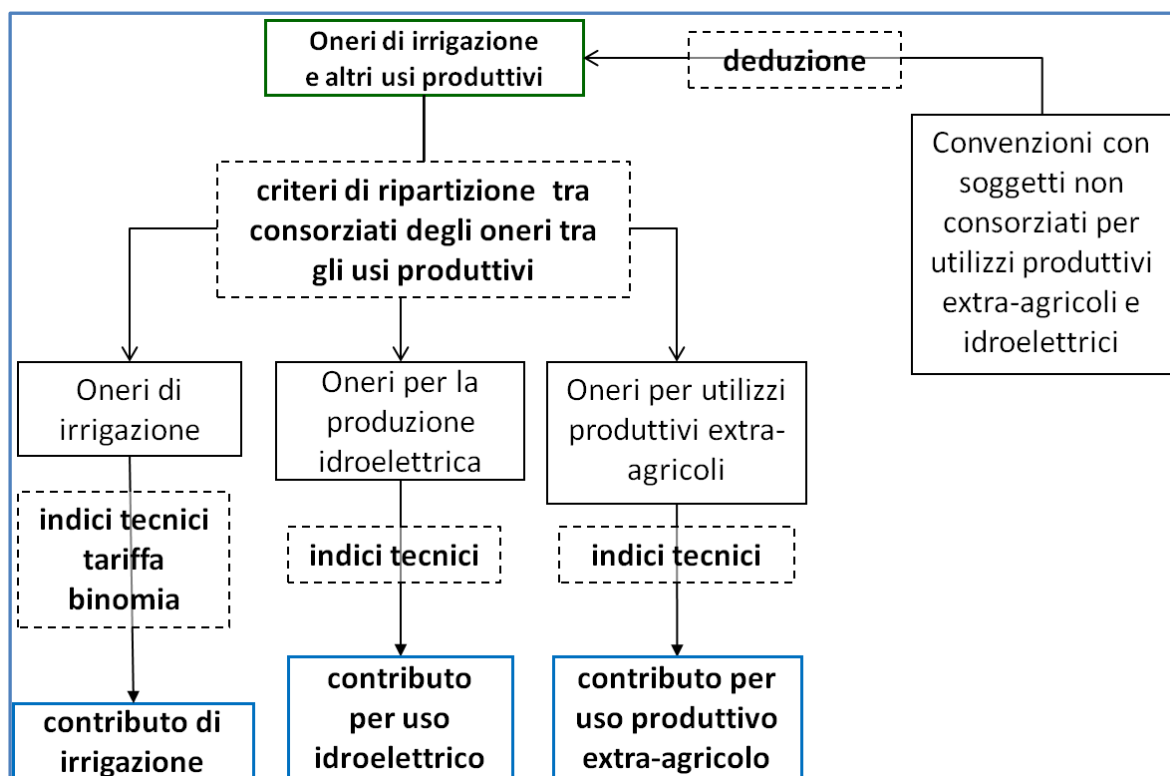 Oneri di irrigazione
e altri usi produttivi
deduzione
Convenzioni con
soggetti non
consorziati per
utilizzi produttivi
extra-agricoli e
idroelettrici
criteri di ripartizione tra
consorziati degli oneri tra
gli usi produttivi
Oneri di
irrigazione
Oneri per la
produzione
idroelettrica
Oneri per utilizzi
produttivi extra-
agricoli
indici tecnici
tariffa
binomia
indici tecnici
indici tecnici
contributo di
irrigazione
contributo
per uso
idroelettrico
contributo per
uso produttivo
extra-agricolo